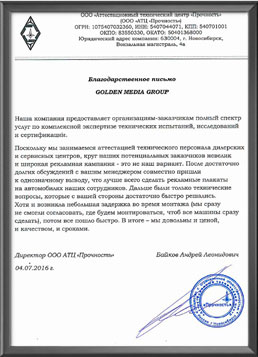 ООО «Аттестационный технический центр «Прочность»
(ООО «АТЦ «Прочность»)
ОГРН: 1075407032360, ИНН: 5407044071, КПП: 540701001
ОКПО: 83550330, ОКАТО: 50401368000
Юридический адрес компании: 630004, г. Новосибирск,
Вокзальная магистраль, 4а
Благодарственное письмо
GOLDEN MEDIA GROUP
Наша компания предоставляет организациям-заказчикам полный спектр
услуг по комплексной экспертизе технических испытаний, исследований
и сертификации.
Поскольку мы занимаемся аттестацией технического персонала дилерских
и сервисных центров, круг наших потенциальных заказчиков невелик
и широкая рекламная кампания - это не наш вариант. После достаточно
долгих обсуждений с вашим менеджером совместно пришли
к однозначному выводу, что лучше всего сделать рекламные плакаты
на автомобилях наших сотрудников. Дальше были только технические
вопросы, которые с вашей стороны достаточно быстро решались.
Хотя и возникла небольшая задержка во время монтажа (мы сразу
не смогли согласовать, где будем монтироваться, чтоб все машины сразу
сделать), потом все пошло быстро. В итоге – мы довольны и ценой,
и качеством, и сроками.
Директор ООО АТЦ «Прочность» Байков Андрей Леонидович
04.07.2016 г.